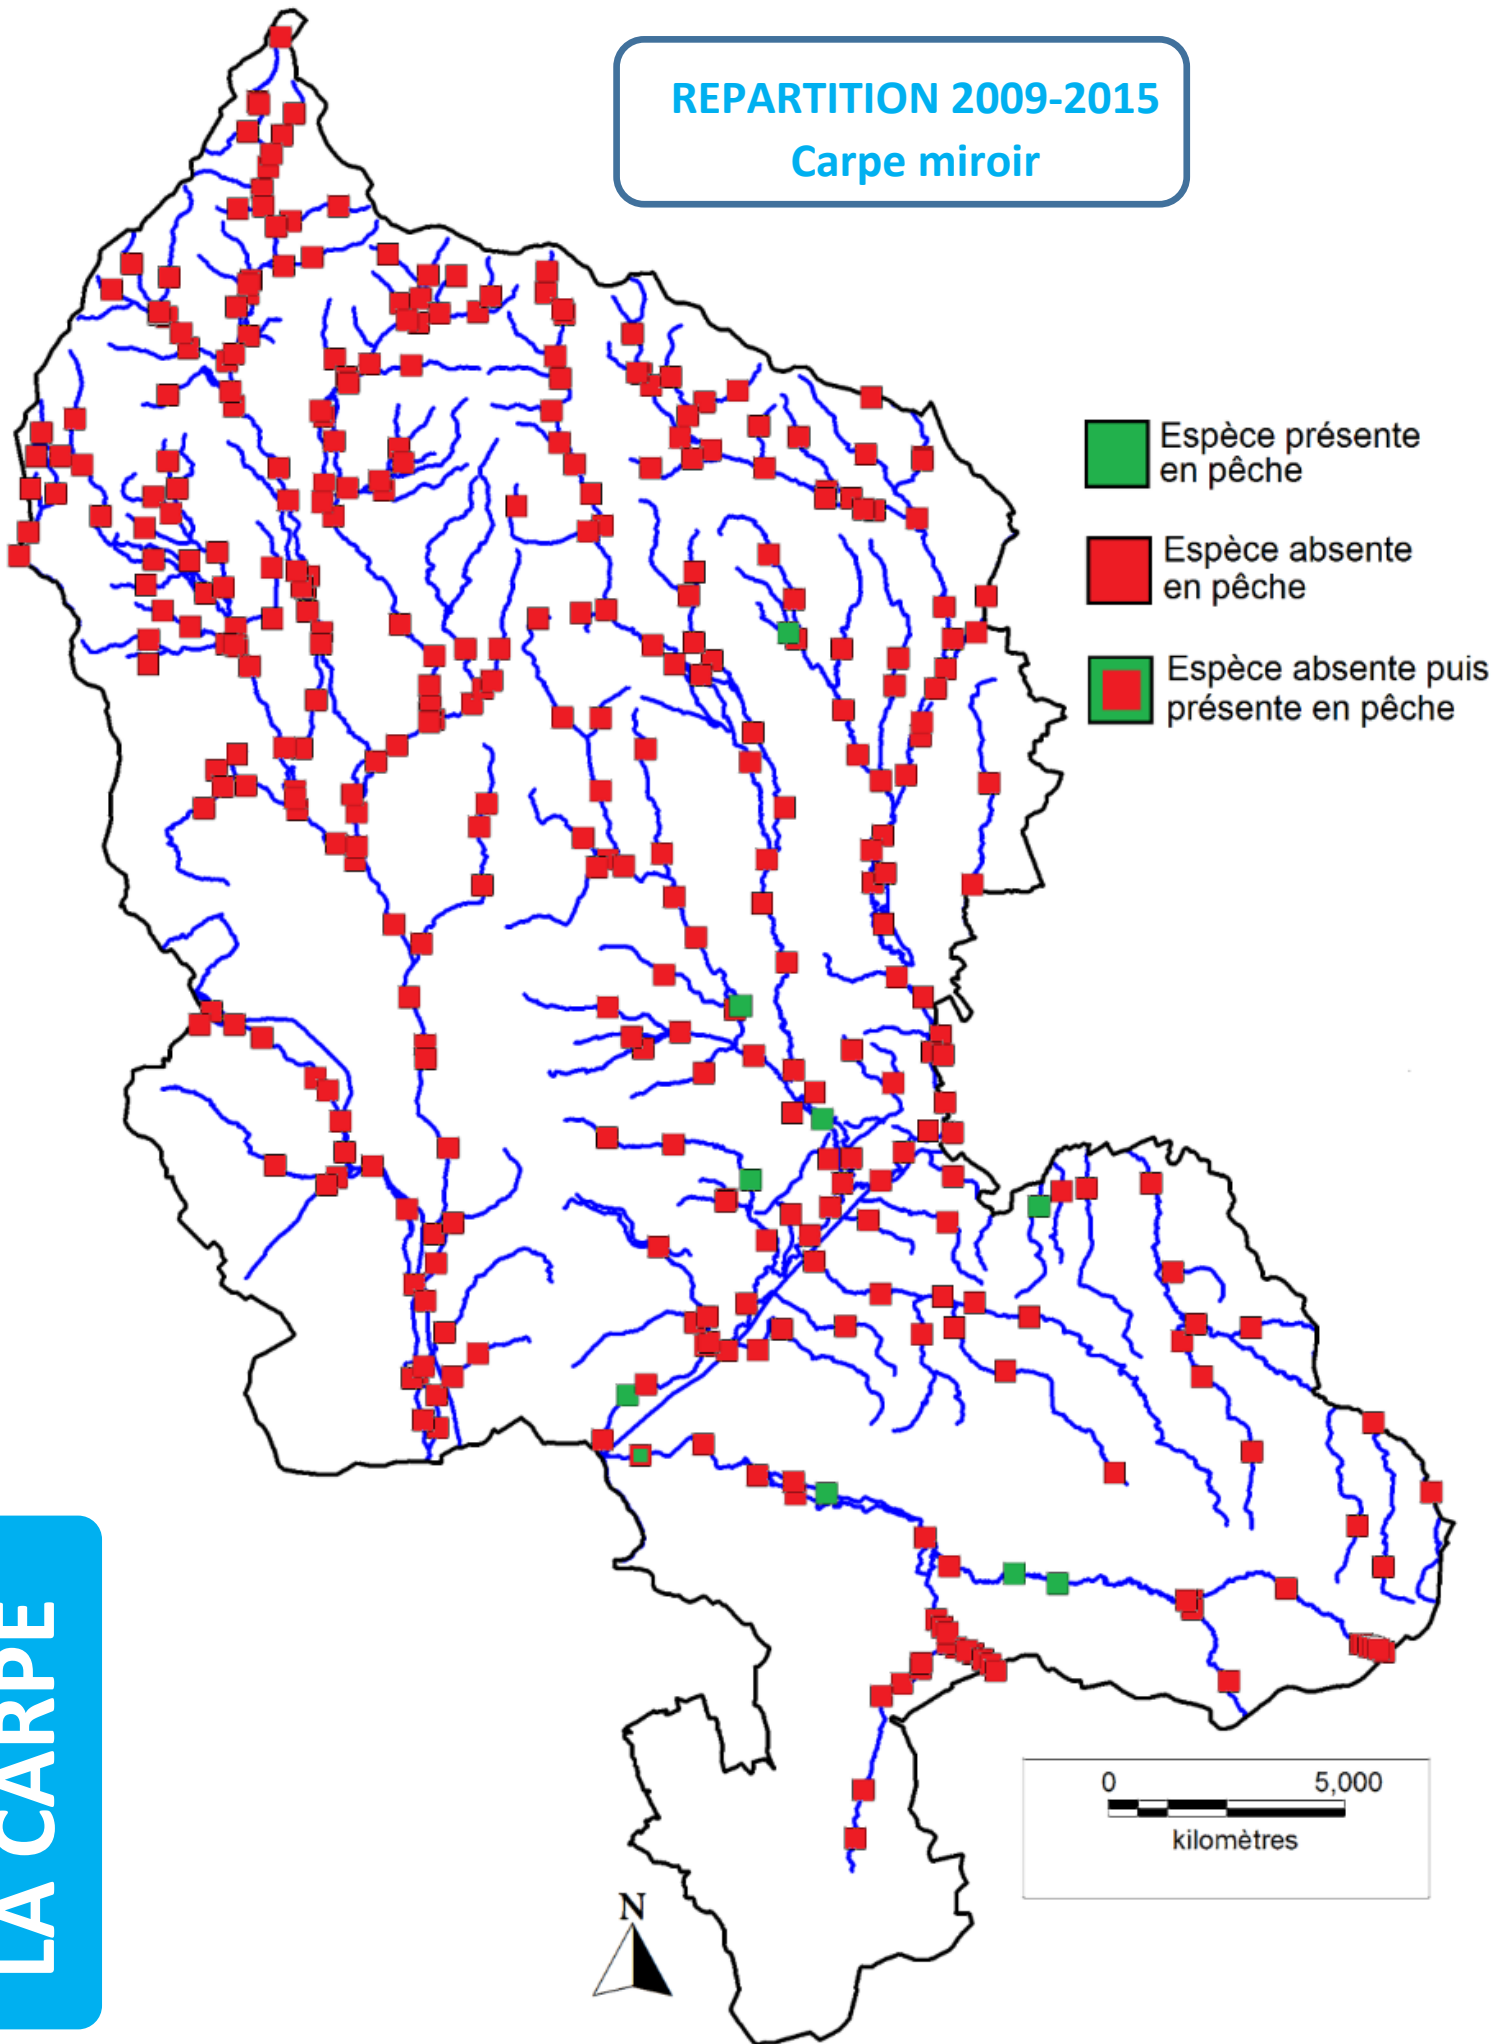 REPARTITION 2009-2015
Carpe miroir
Espèce présente
en pêche
Espèce absente
en pêche
Espèce absente puis
présente en pêche
LA CARPE
0 5,000
kilomètres
N